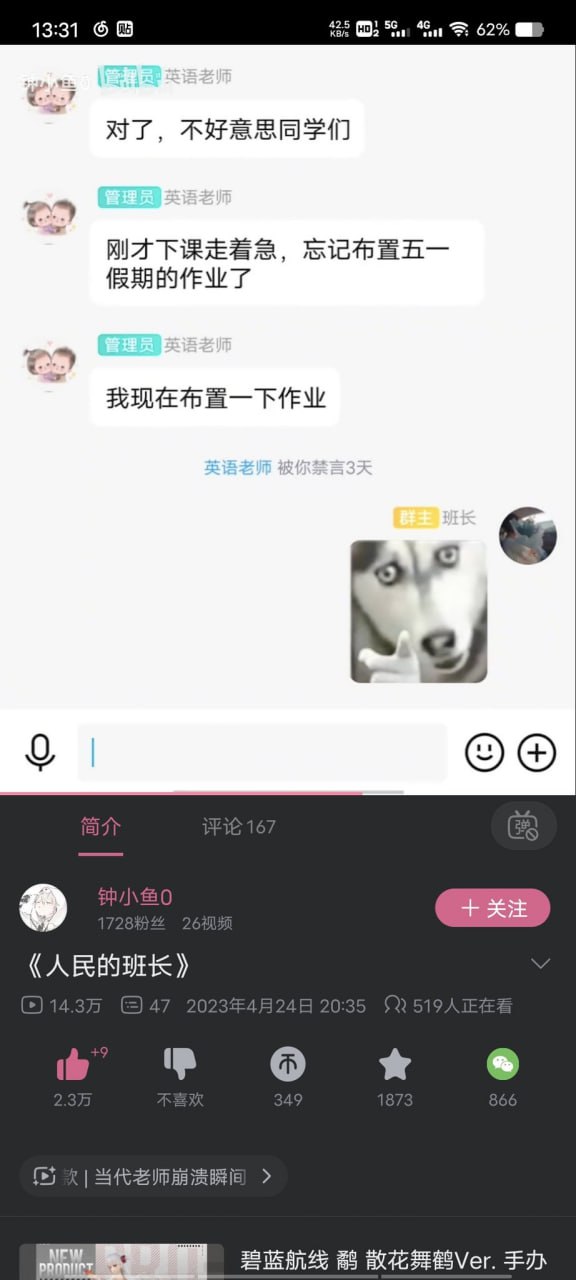 13:31
贴
42.5
KB/s
HD
1
2
5G
4G
62%
管理员 英语老师
对了，不好意思同学们
管理员 英语老师
刚才下课走着急，忘记布置五一
假期的作业了
管理员 英语老师
我现在布置一下作业
英语老师 被你禁言3天
群主 班长
简介
评论 167
弹
钟小鱼0
1728粉丝 26视频
+ 关注
《人民的班长》
14.3万 47 2023年4月24日 20:35 519人正在看
+9
2.3万
不喜欢
349
1873
866
款 | 当代老师崩溃瞬间
NEW
PRODUCT
碧蓝航线 鹬 散花舞鹤Ver. 手办